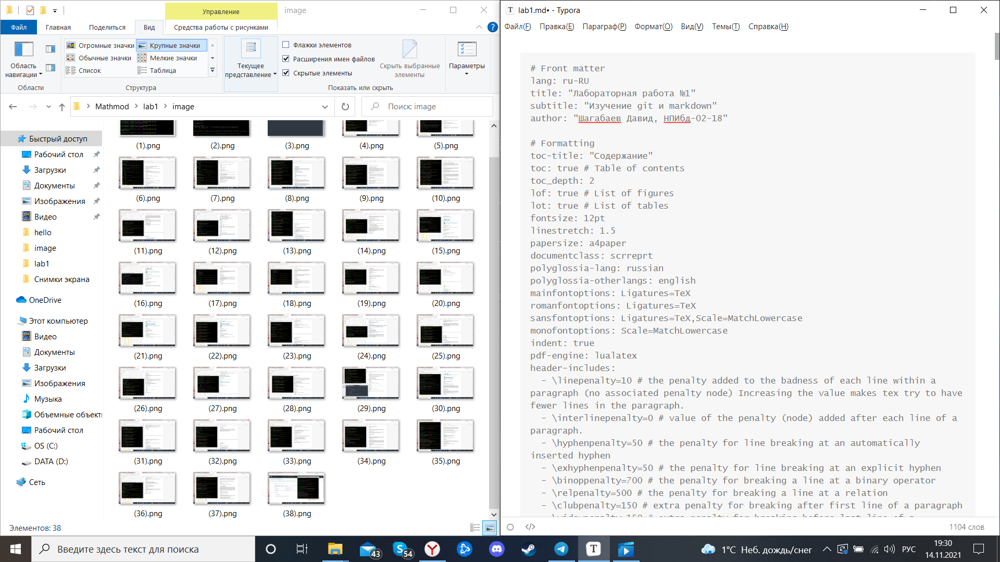 Управление
image
Файл
Главная
Поделиться
Вид
Средства работы с рисунками
Область навигации
Огромные значки
Крупные значки
Обычные значки
Мелкие значки
Список
Таблица
Текущее представление
Флажки элементов
Расширения имен файлов
Скрытые элементы
Скрыть выбранные элементы
Параметры
Области
Структура
Показать или скрыть
Mathmod
lab1
image
Поиск: image
Быстрый доступ
Рабочий стол
Загрузки
Документы
Изображения
Видео
hello
image
lab1
Снимки экрана
OneDrive
Этот компьютер
Видео
Документы
Загрузки
Изображения
Музыка
Объемные объект
Рабочий стол
OS (C:)
DATA (D:)
Сеть
(1).png
(2).png
(3).png
(4).png
(5).png
(6).png
(7).png
(8).png
(9).png
(10).png
(11).png
(12).png
(13).png
(14).png
(15).png
(16).png
(17).png
(18).png
(19).png
(20).png
(21).png
(22).png
(23).png
(24).png
(25).png
(26).png
(27).png
(28).png
(29).png
(30).png
(31).png
(32).png
(33).png
(34).png
(35).png
(36).png
(37).png
(38).png
Элементов: 38
lab1.md• - Typora
Файл(F) Правка(E) Параграф(P) Формат(O) Вид(V) Темы(T) Справка(H)
# Front matter
lang: ru-RU
title: "Лабораторная работа №1"
subtitle: "Изучение git и markdown"
author: "Шагабаев Давид, НПИбд-02-18"
# Formatting
toc-title: "Содержание"
toc: true # Table of contents
toc_depth: 2
lof: true # List of figures
lot: true # List of tables
fontsize: 12pt
linestretch: 1.5
papersize: a4paper
documentclass: scrreprt
polyglossia-lang: russian
polyglossia-otherlangs: english
mainfontoptions: Ligatures=TeX
romanfontoptions: Ligatures=TeX
sansfontoptions: Ligatures=TeX,Scale=MatchLowercase
monofontoptions: Scale=MatchLowercase
indent: true
pdf-engine: lualatex
header-includes:
- \linepenalty=10 # the penalty added to the badness of each line within a
paragraph (no associated penalty node) Increasing the value makes tex try to have
fewer lines in the paragraph.
- \interlinepenalty=0 # value of the penalty (node) added after each line of a
paragraph.
- \hyphenpenalty=50 # the penalty for line breaking at an automatically
inserted hyphen
- \exhyphenpenalty=50 # the penalty for line breaking at an explicit hyphen
- \binoppenalty=700 # the penalty for breaking a line at a binary operator
- \relpenalty=500 # the penalty for breaking a line at a relation
- \clubpenalty=150 # extra penalty for breaking after first line of a paragraph
1104 слов
Введите здесь текст для поиска
43
54
1°C Неб. дождь/снег
РУС
19:30
14.11.2021